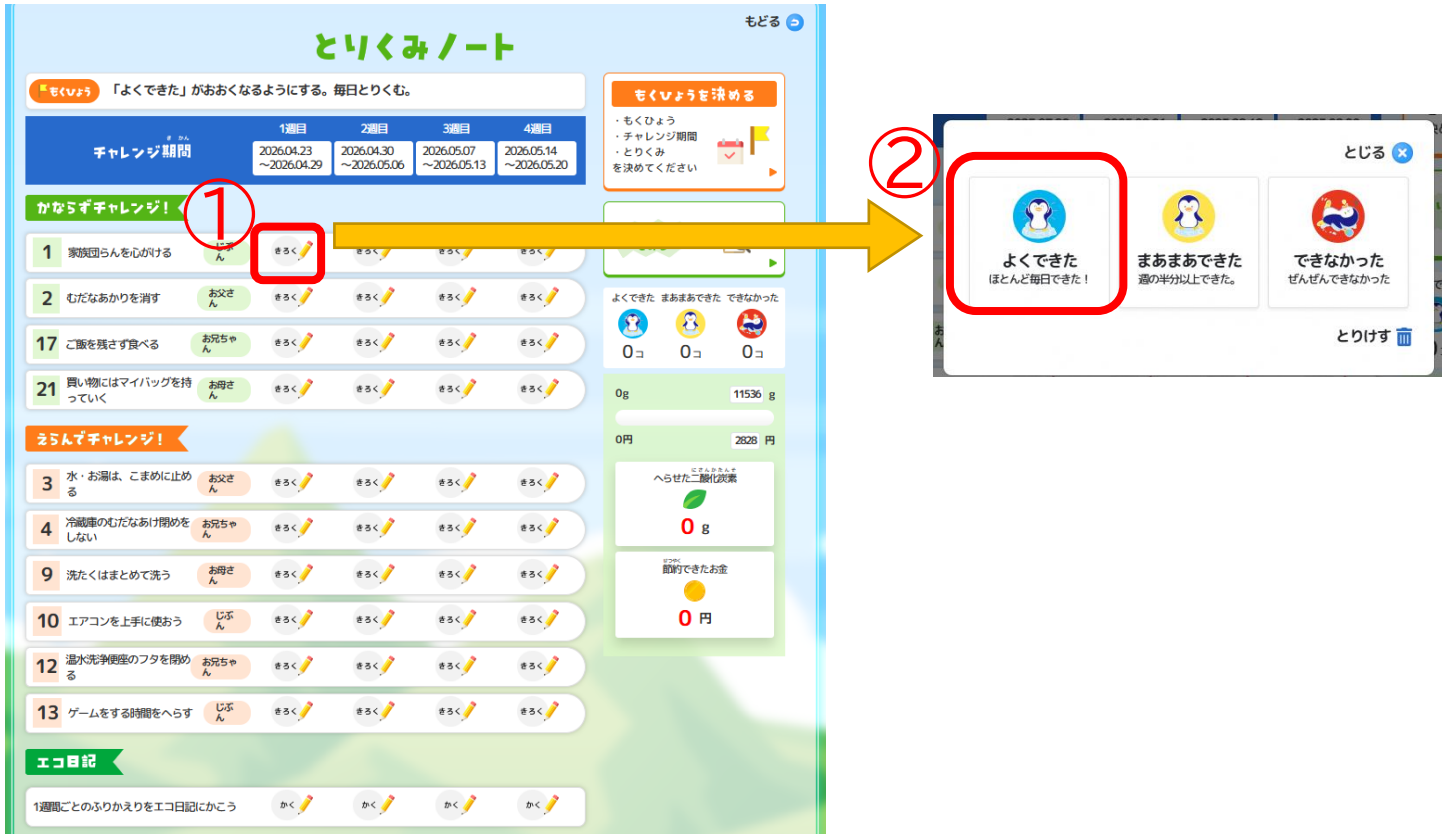 もどる
とりくみノート
もくひょう 「よくできた」がおおくなるようにする。毎日とりくむ。
きかん
チャレンジ期間
1週目 2週目 3週目 4週目
2026.04.23 2026.04.30 2026.05.07 2026.05.14
～2026.04.29 ～2026.05.06 ～2026.05.13 ～2026.05.20
かならずチャレンジ！
①
1 家族団らんを心がける じぶん きろく きろく きろく きろく
2 むだなあかりを消す お父さん きろく きろく きろく きろく
17 ご飯を残さず食べる お兄ちゃん きろく きろく きろく きろく
21 買い物にはマイバッグを持
っていく お母さん きろく きろく きろく きろく
えらんでチャレンジ！
3 水・お湯は、こまめに止め
る お父さん きろく きろく きろく きろく
4 冷蔵庫のむだなあけ閉めを
しない お兄ちゃん きろく きろく きろく きろく
9 洗たくはまとめて洗う お母さん きろく きろく きろく きろく
10 エアコンを上手に使おう じぶん きろく きろく きろく きろく
12 温水洗浄便座のフタを閉め
る お兄ちゃん きろく きろく きろく きろく
13 ゲームをする時間をへらす じぶん きろく きろく きろく きろく
エコ日記
1週間ごとのふりかえりをエコ日記にかこう かく かく かく かく
もくひょうを決める
・もくひょう
・チャレンジ期間
・とりくみ
を決めてください
よくできた まあまあできた できなかった
0コ 0コ 0コ
0g 11536 g
0円 2828 円
にさんかたんそ
へらせた二酸化炭素
0 g
せつやく
節約できたお金
0 円
②
とじる
よくできた
ほとんど毎日できた！
まあまあできた
週の半分以上できた。
できなかった
ぜんぜんできなかった
とりけす